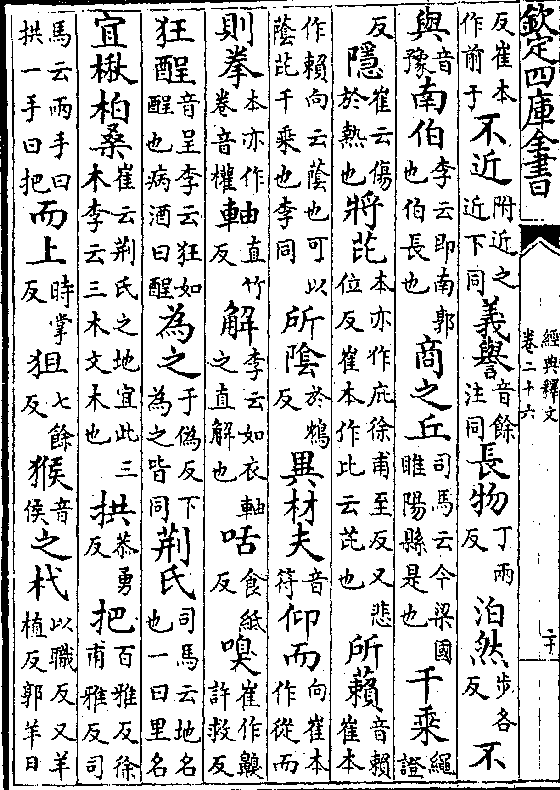 欽定四庫全書
經典釋文
卷二十六
十
反崔本作前于不近附近之近下同義譽音餘注同長物丁兩反泊然步各反不
與音豫南伯李云即南郭也伯長也商之丘司馬云今梁國睢陽縣是也千乘繩證
反隱崔云傷於熱也將芘本亦作庇徐甫至反又悲位反崔本作比云芘也所藾音賴崔本
作賴向云蔭也可以蔭芘千乘也李同所陰於鴆反異材夫音符仰而向崔本作從而
則拳本亦作卷音權軸直竹反解李云如衣軸之直解也咶食紙反嗅崔作齅許救反
狂酲音呈李云狂如酲也病酒曰酲為之于偽反下為之皆同荆氏司馬云地名也一曰里名
宜楸柏桑崔云荆氏之地宜此三木李云三木文木也拱恭勇反把百雅反徐甫雅反司
馬云兩手曰拱一手曰把而上時掌反狙七餘反猴音侯之杙以職反又羊植反郭羊日